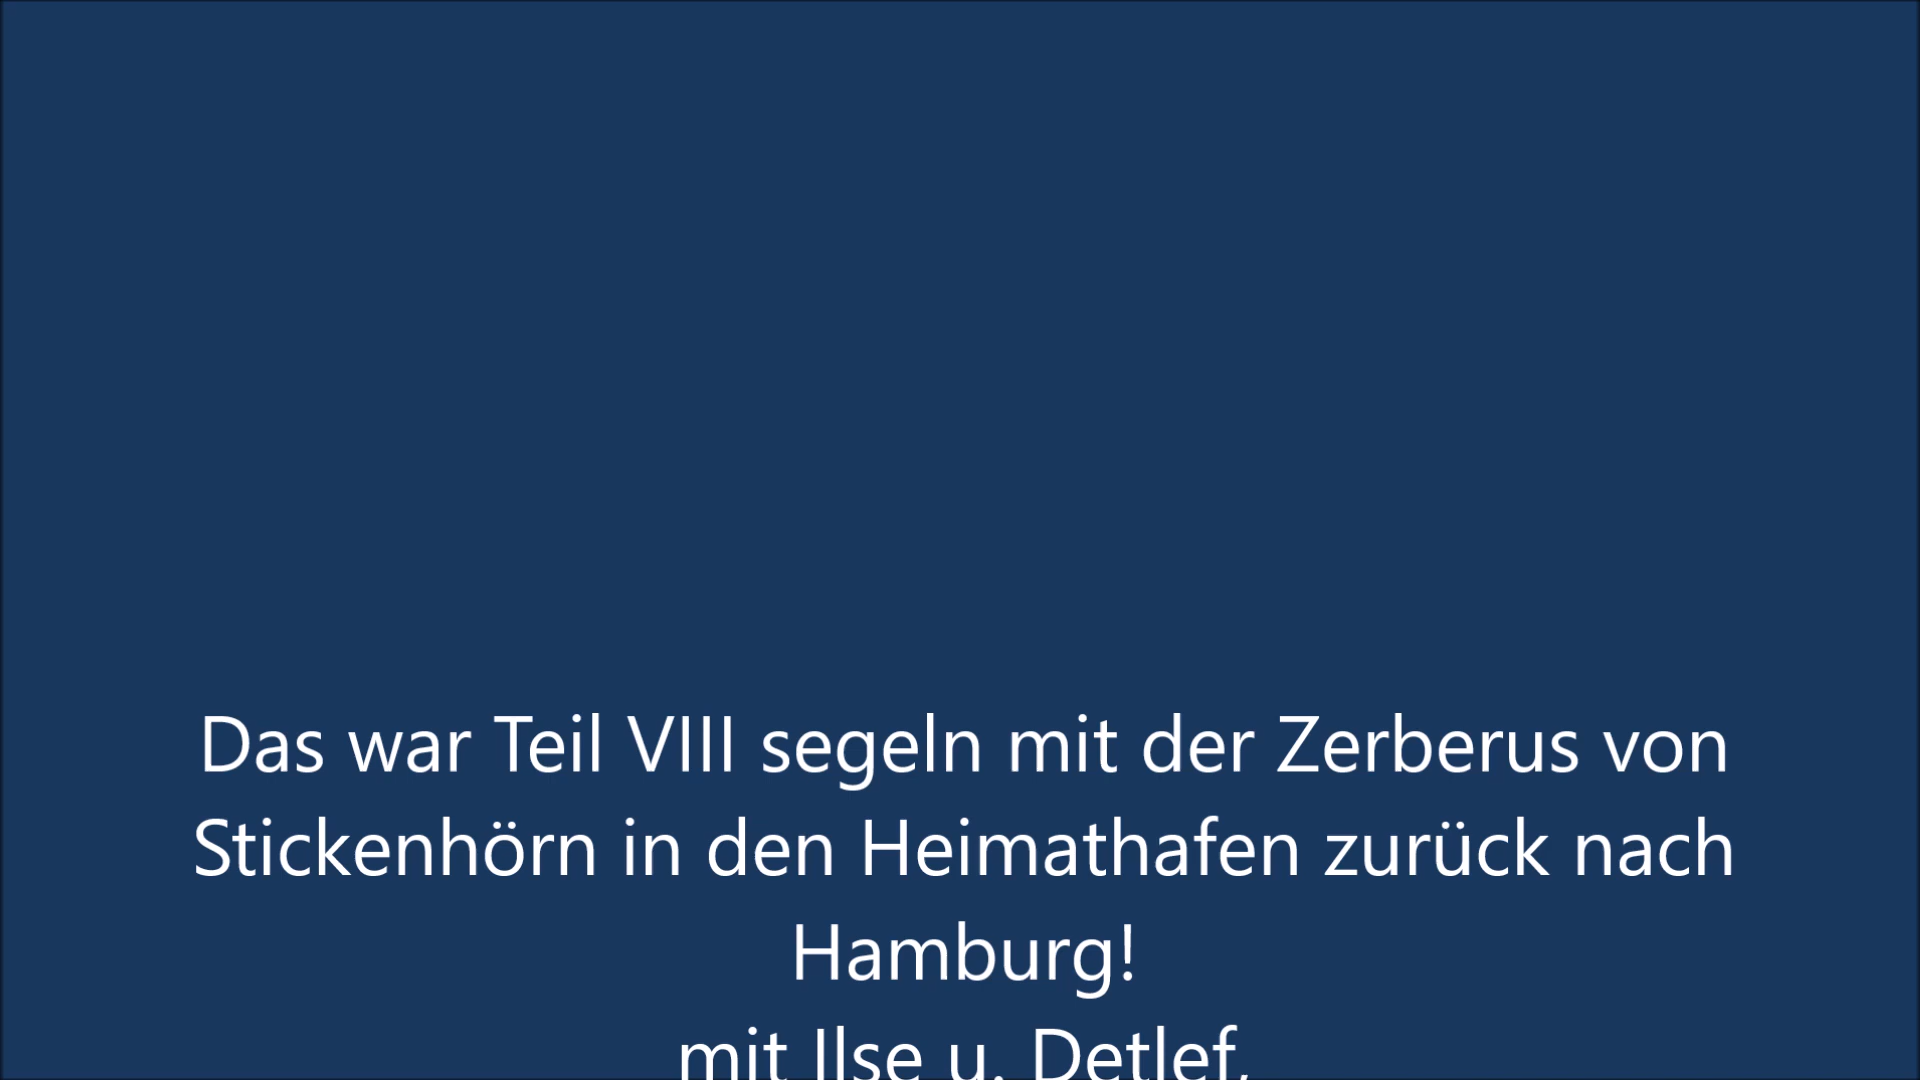 Das war Teil VIII segeln mit der Zerberus von
Stickenhörn in den Heimathafen zurück nach
Hamburg!
mit Ilse u. Detlef,